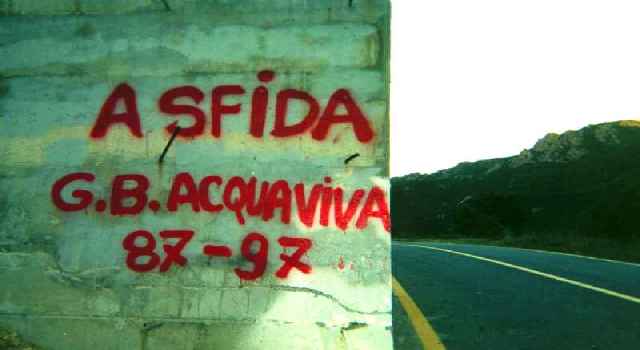 A SFiDA
G.B. ACQUAViVA
87-97